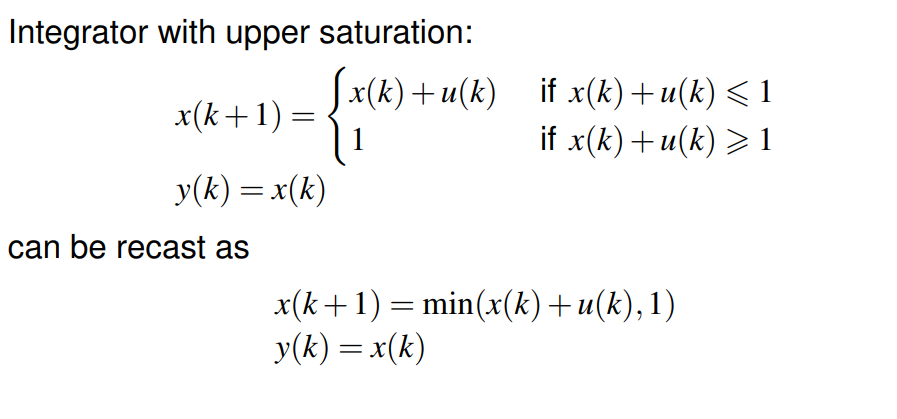 Integrator with upper saturation:
x(k+1) = { x(k)+u(k) if x(k)+u(k) ⩽ 1
1 if x(k)+u(k) ⩾ 1
y(k) = x(k)
can be recast as
x(k+1) = min(x(k)+u(k),1)
y(k) = x(k)